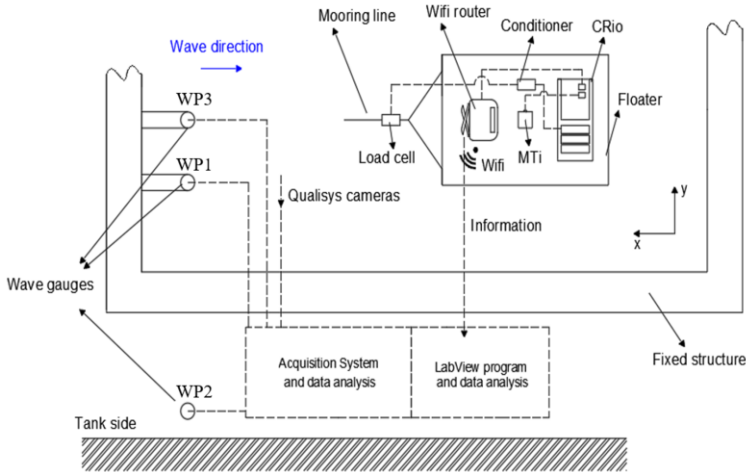 Mooring line
Wifi router
Conditioner
CRio
Wave direction
WP3
Floater
Load cell
Wifi
MTi
WP1
Qualisys cameras
y
x
Information
Wave gauges
Acquisition System
and data analysis
LabView program
and data analysis
Fixed structure
WP2
Tank side